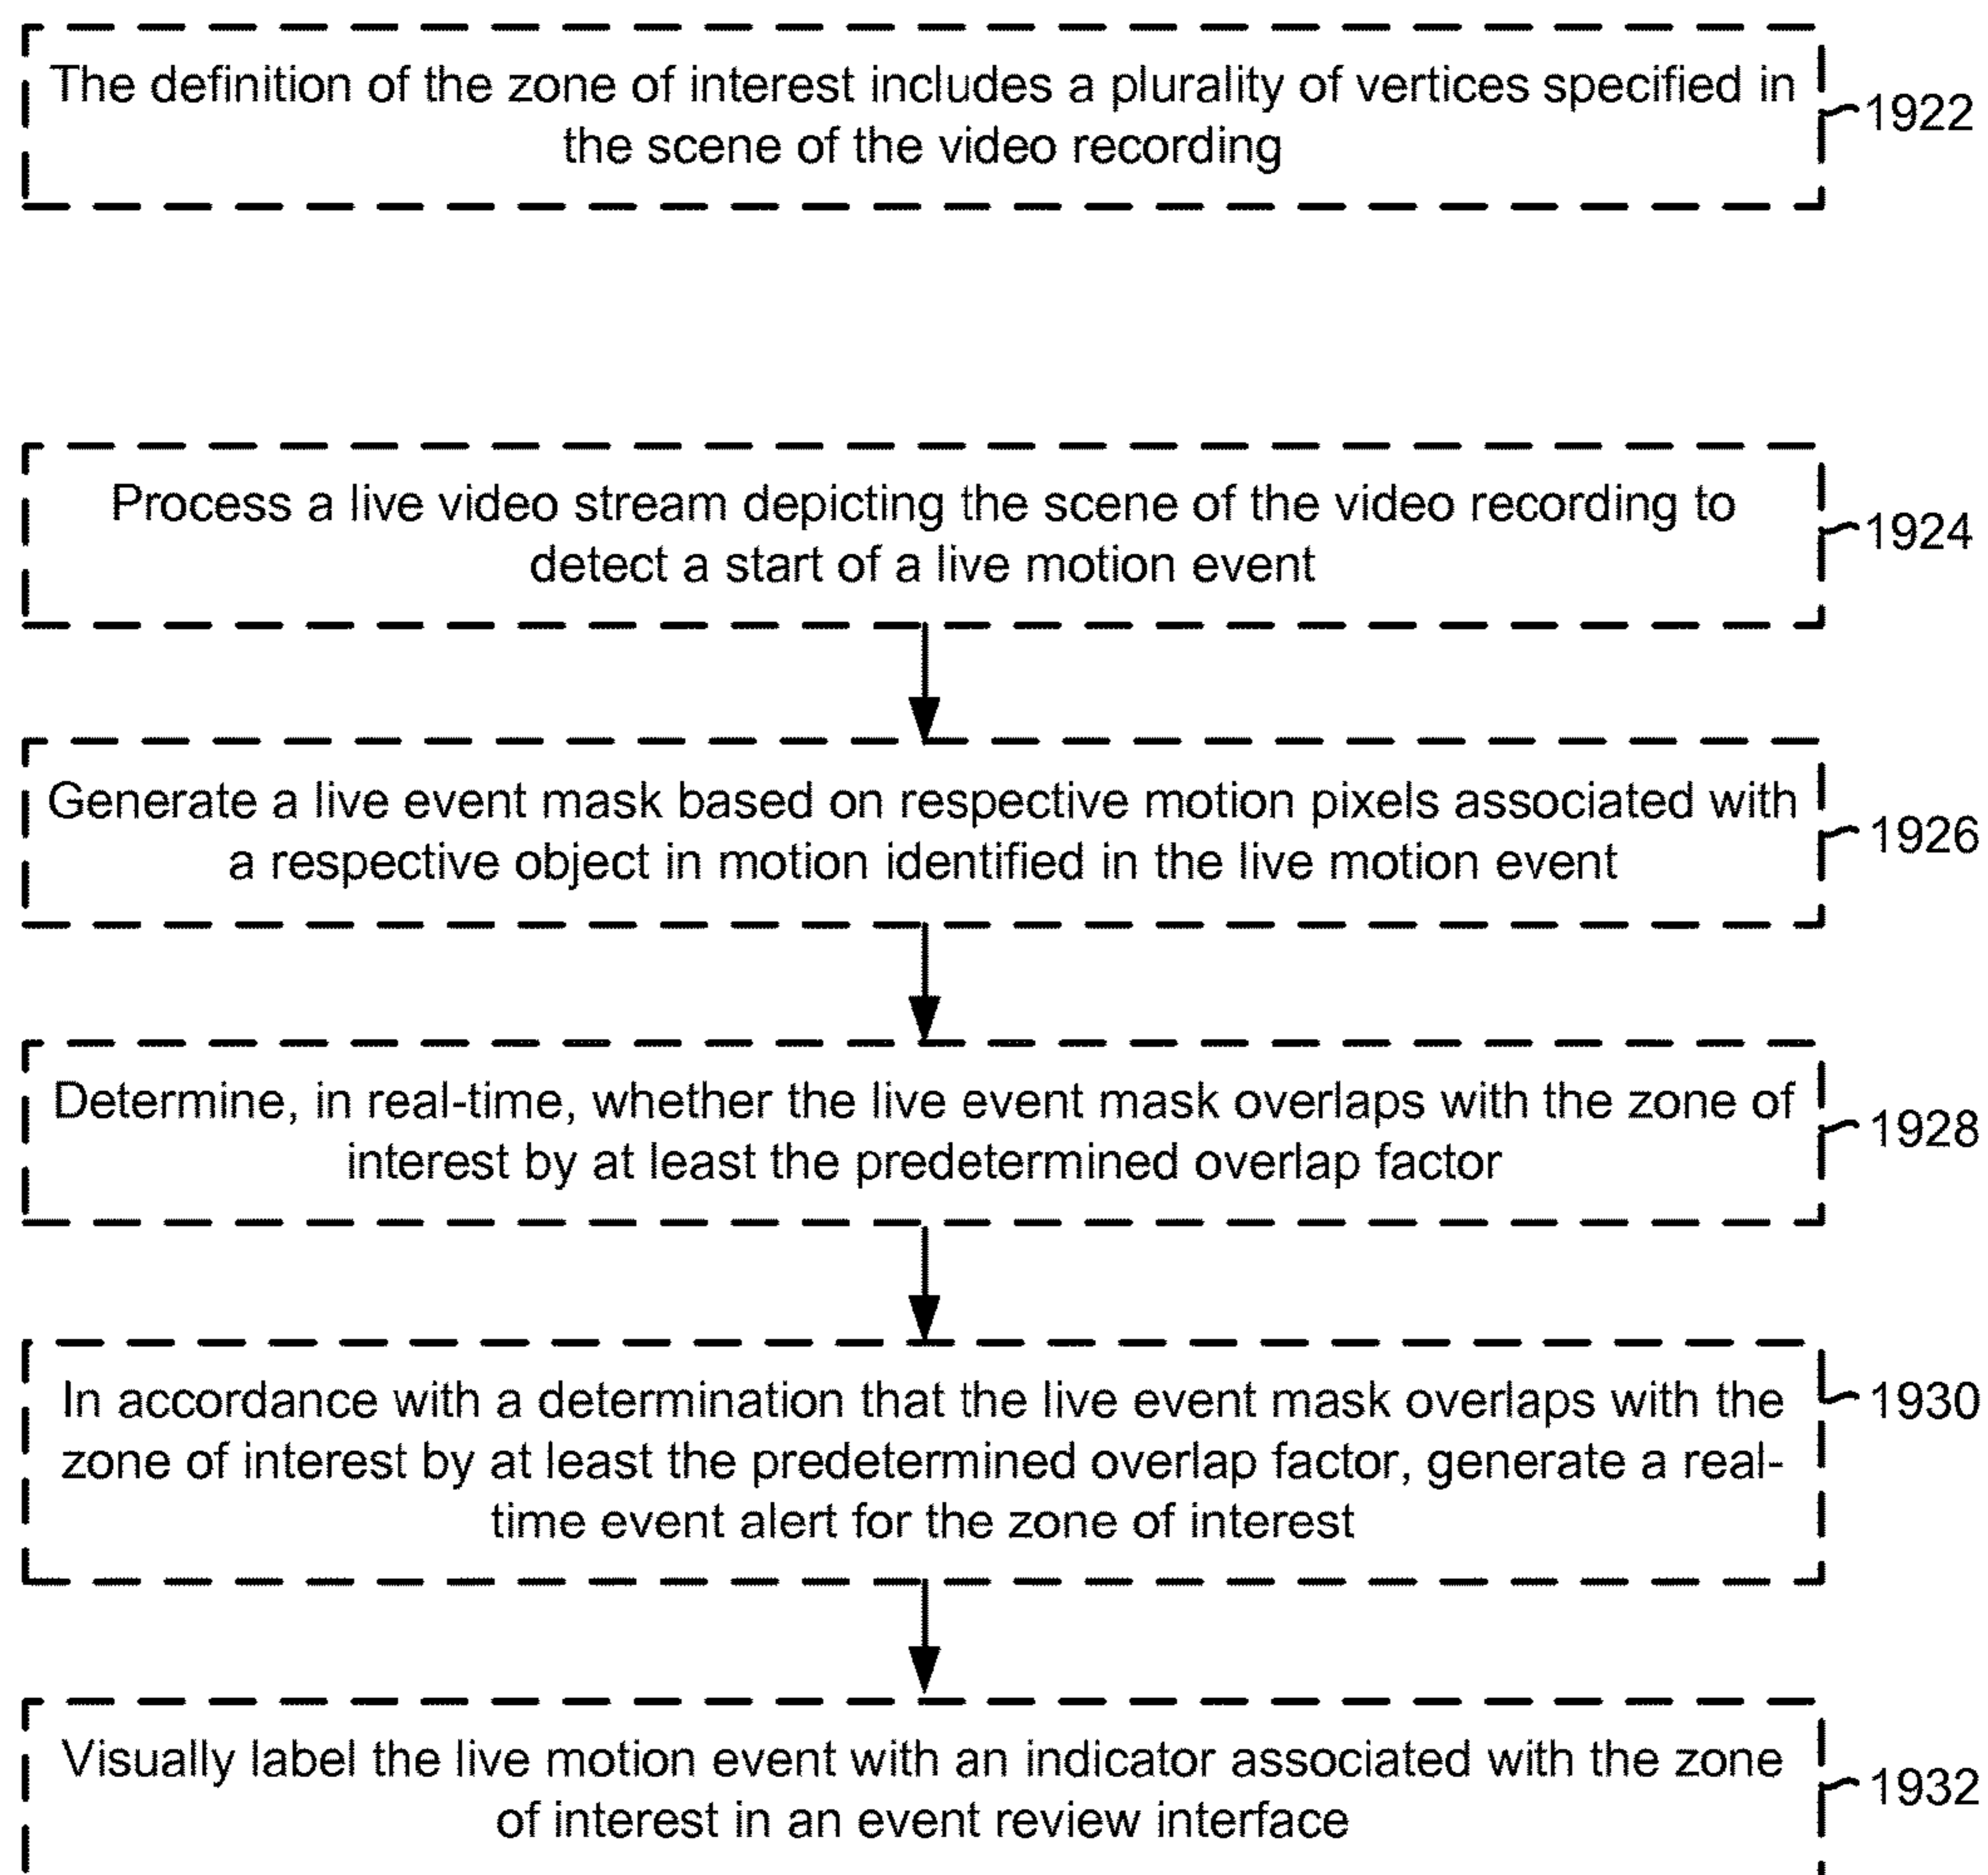 The definition of the zone of interest includes a plurality of vertices specified in
the scene of the video recording
1922
Process a live video stream depicting the scene of the video recording to
detect a start of a live motion event
1924
Generate a live event mask based on respective motion pixels associated with
a respective object in motion identified in the live motion event
1926
Determine, in real-time, whether the live event mask overlaps with the zone of
interest by at least the predetermined overlap factor
1928
In accordance with a determination that the live event mask overlaps with the
zone of interest by at least the predetermined overlap factor, generate a real-
time event alert for the zone of interest
1930
Visually label the live motion event with an indicator associated with the zone
of interest in an event review interface
1932